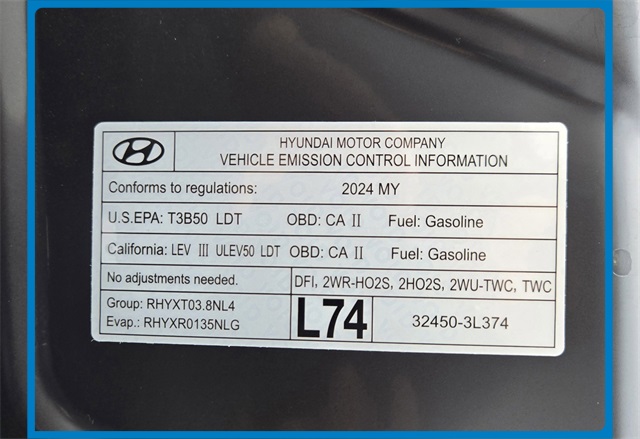 HYUNDAI MOTOR COMPANY
VEHICLE EMISSION CONTROL INFORMATION
Conforms to regulations: 2024 MY
U.S.EPA: T3B50 LDT OBD: CA II Fuel: Gasoline
California: LEV III ULEV50 LDT OBD: CA II Fuel: Gasoline
No adjustments needed. DFI, 2WR-HO2S, 2HO2S, 2WU-TWC, TWC
Group: RHYXT03.8NL4
Evap.: RHYXR0135NLG
L74
32450-3L374